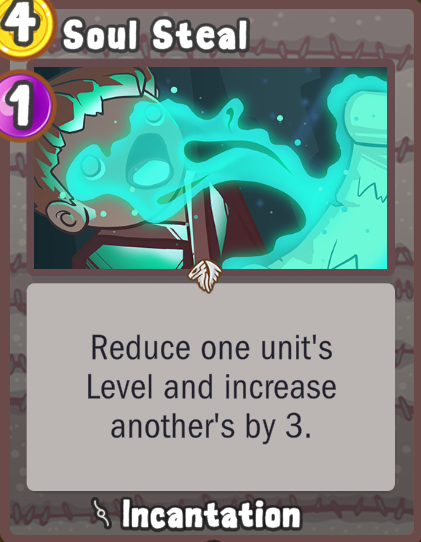 4
Soul Steal
1
Reduce one unit's
Level and increase
another's by 3.
Incantation